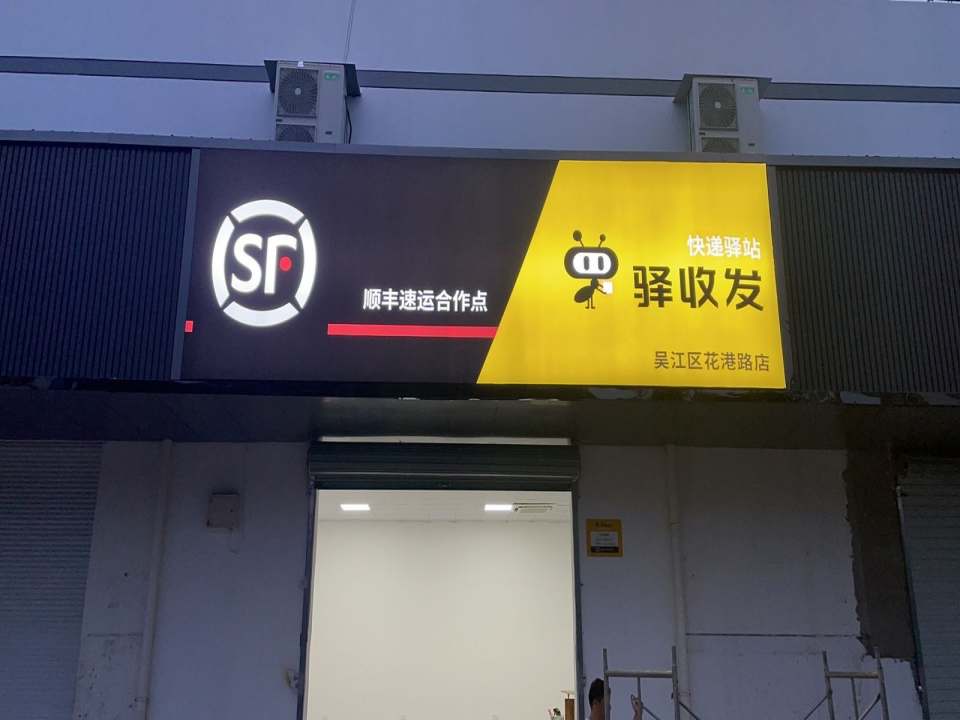 SF
顺丰速运合作点
快递驿站
驿收发
吴江区花港路店